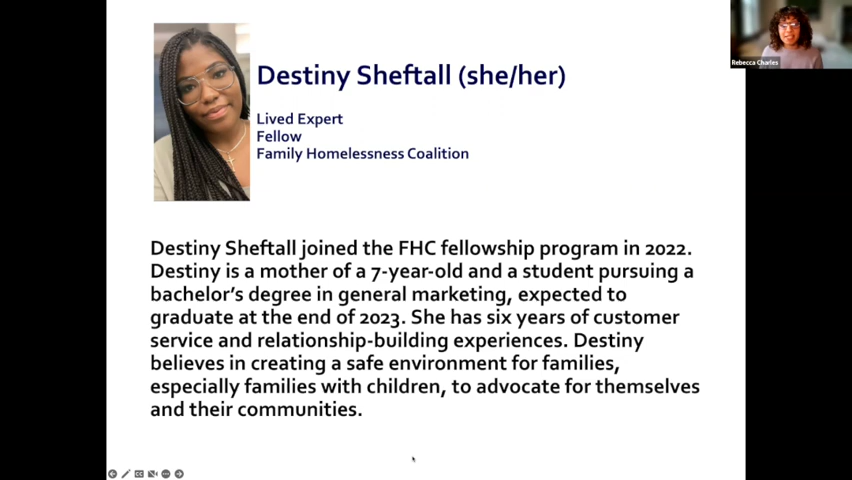 Destiny Sheftall (she/her)
Lived Expert
Fellow
Family Homelessness Coalition
Rebecca Charles
Destiny Sheftall joined the FHC fellowship program in 2022.
Destiny is a mother of a 7-year-old and a student pursuing a
bachelor’s degree in general marketing, expected to
graduate at the end of 2023. She has six years of customer
service and relationship-building experiences. Destiny
believes in creating a safe environment for families,
especially families with children, to advocate for themselves
and their communities.
CC